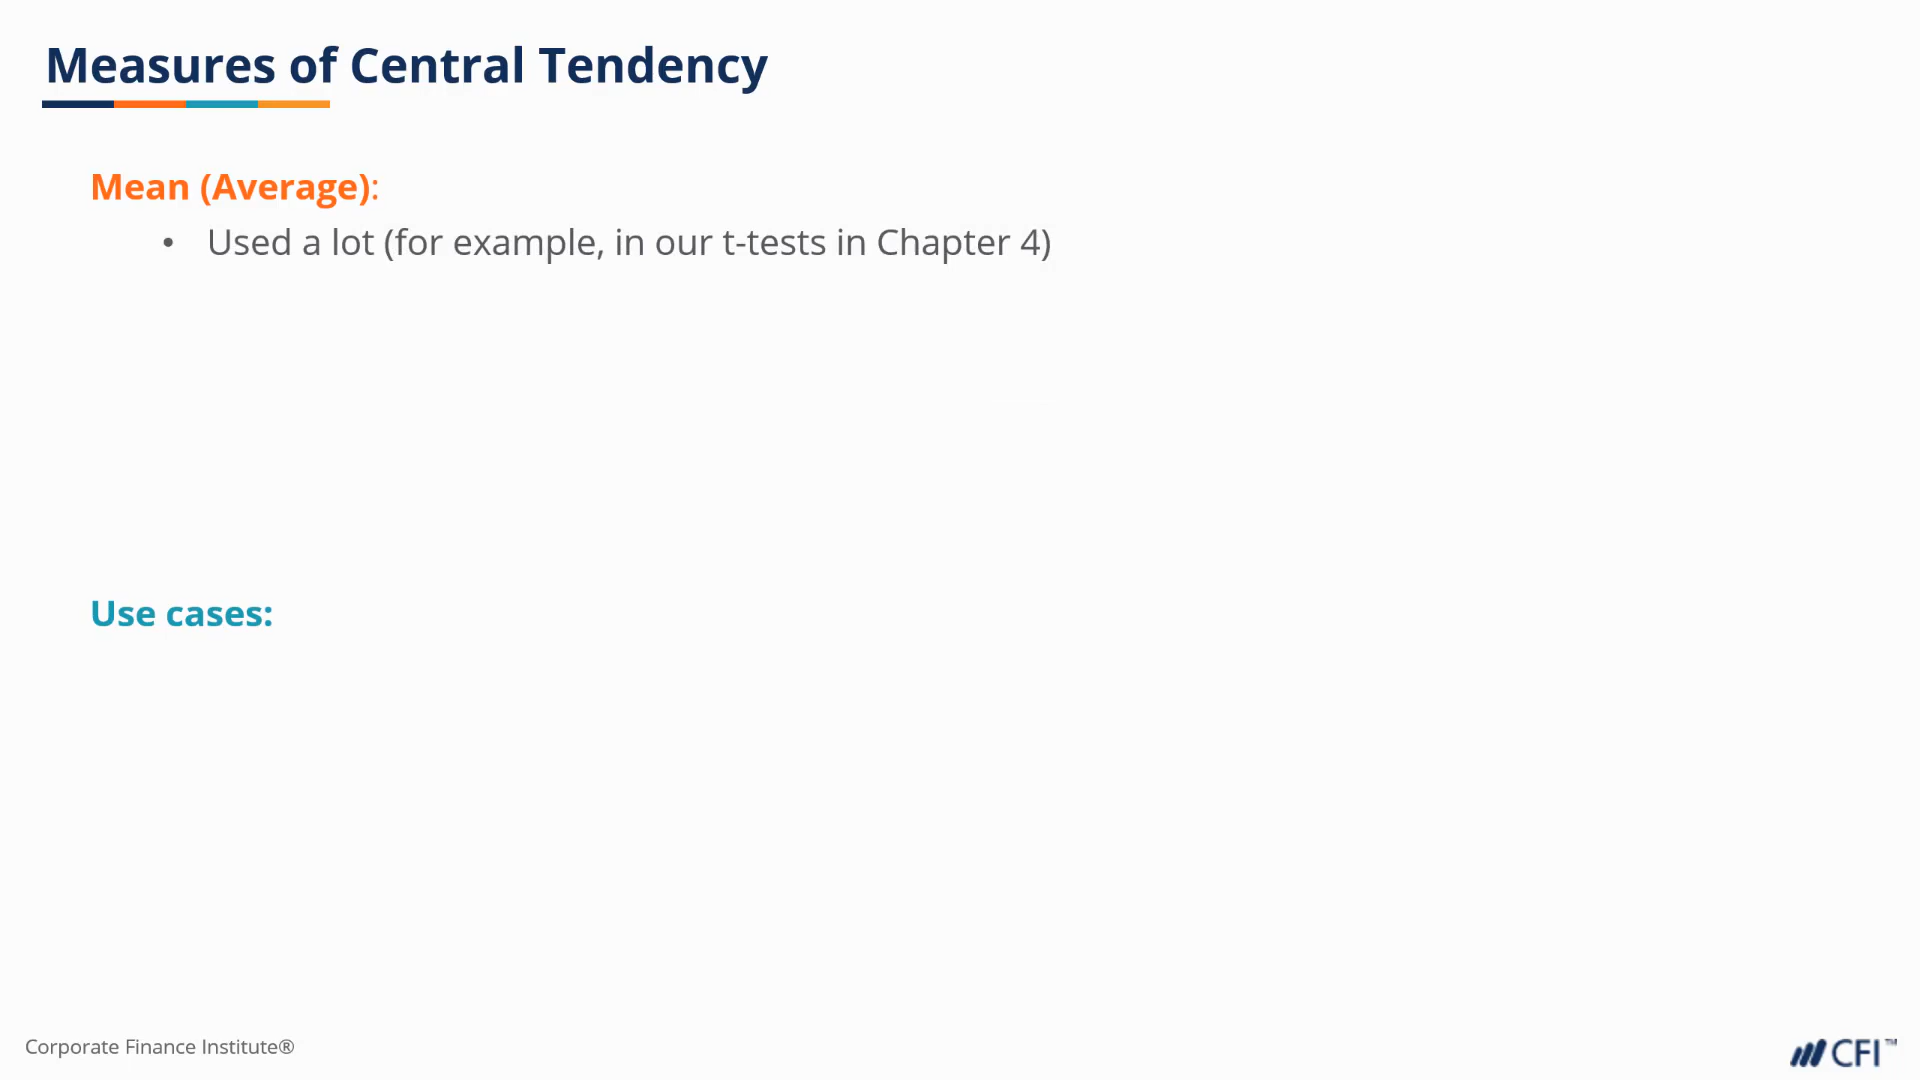 Measures of Central Tendency
Mean (Average):
• Used a lot (for example, in our t-tests in Chapter 4)
Use cases:
Corporate Finance Institute®
CFI™